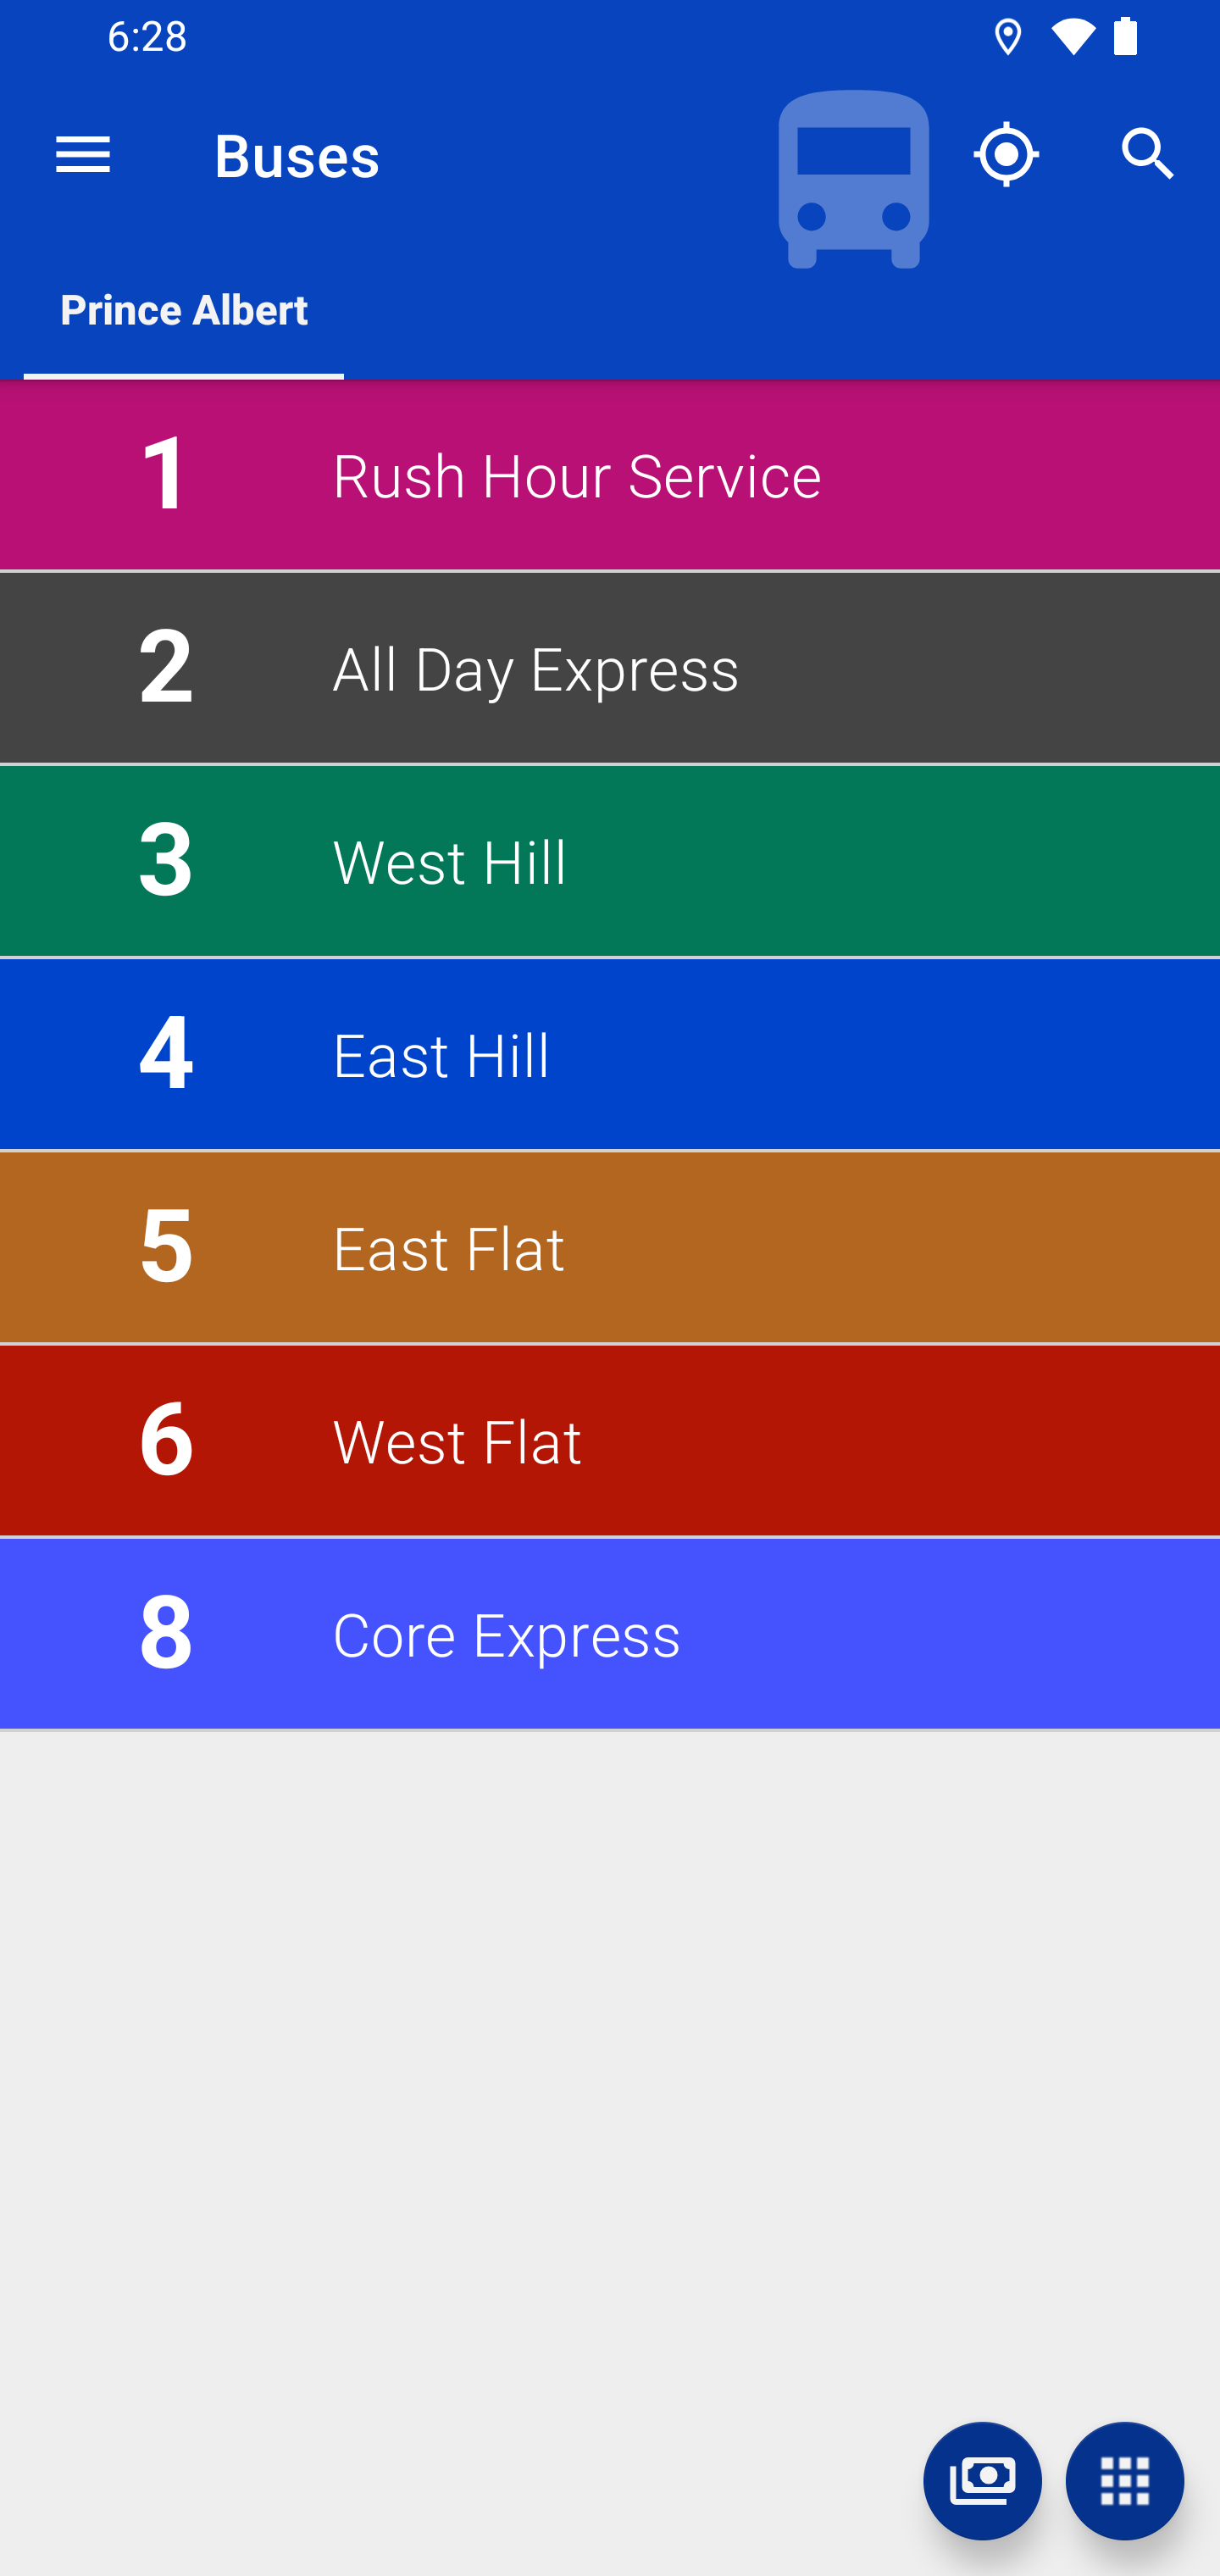 6:28
Buses
Prince Albert
1 Rush Hour Service
2 All Day Express
3 West Hill
4 East Hill
5 East Flat
6 West Flat
8 Core Express